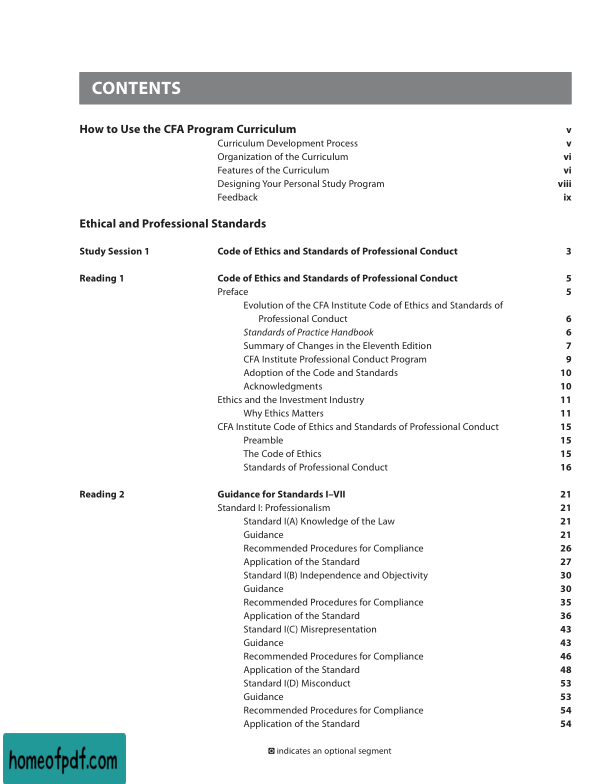 CONTENTS
How to Use the CFA Program Curriculum v
Curriculum Development Process v
Organization of the Curriculum vi
Features of the Curriculum vi
Designing Your Personal Study Program viii
Feedback ix
Ethical and Professional Standards
Study Session 1 Code of Ethics and Standards of Professional Conduct 3
Reading 1 Code of Ethics and Standards of Professional Conduct 5
Preface 5
Evolution of the CFA Institute Code of Ethics and Standards of
Professional Conduct 6
Standards of Practice Handbook 6
Summary of Changes in the Eleventh Edition 7
CFA Institute Professional Conduct Program 9
Adoption of the Code and Standards 10
Acknowledgments 10
Ethics and the Investment Industry 11
Why Ethics Matters 11
CFA Institute Code of Ethics and Standards of Professional Conduct 15
Preamble 15
The Code of Ethics 15
Standards of Professional Conduct 16
Reading 2 Guidance for Standards I–VII 21
Standard I: Professionalism 21
Standard I(A) Knowledge of the Law 21
Guidance 21
Recommended Procedures for Compliance 26
Application of the Standard 27
Standard I(B) Independence and Objectivity 30
Guidance 30
Recommended Procedures for Compliance 35
Application of the Standard 36
Standard I(C) Misrepresentation 43
Guidance 43
Recommended Procedures for Compliance 46
Application of the Standard 48
Standard I(D) Misconduct 53
Guidance 53
Recommended Procedures for Compliance 54
Application of the Standard 54
indicates an optional segment
homeofpdf.com